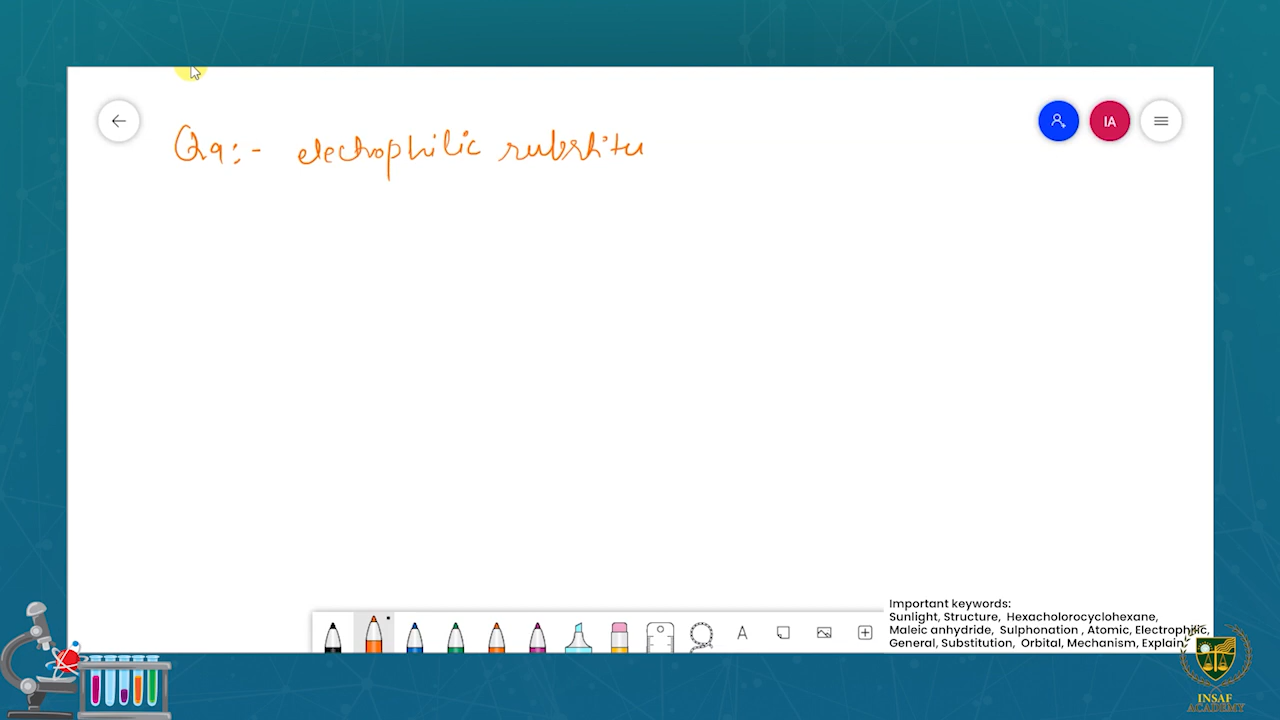 Q9:- electrophilic substitu
IA
A
Important keywords:
Sunlight, Structure, Hexacholorocyclohexane,
Maleic anhydride, Sulphonation , Atomic, Electrophilic,
General, Substitution, Orbital, Mechanism, Explain
INSAF
ACADEMY